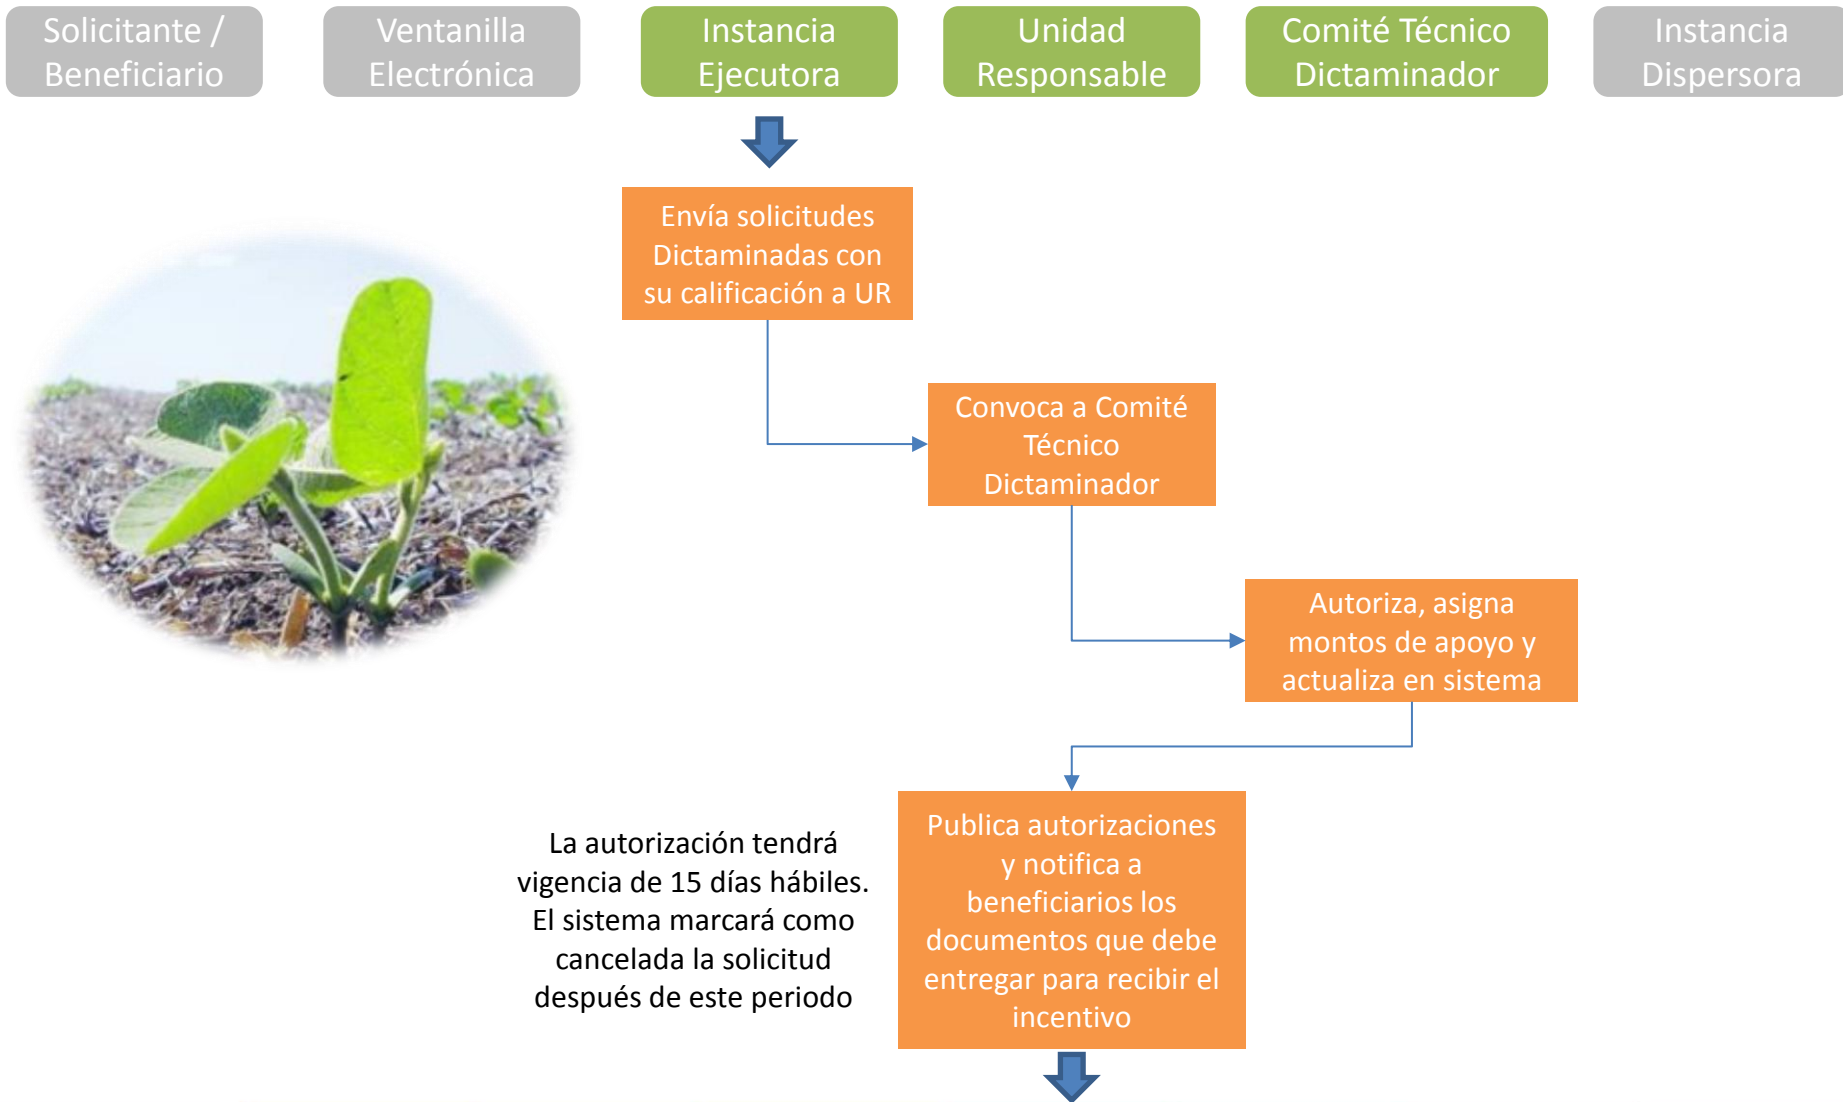 Solicitante /
Beneficiario
Ventanilla
Electrónica
Instancia
Ejecutora
Unidad
Responsable
Comité Técnico
Dictaminador
Instancia
Dispersora
Envía solicitudes
Dictaminadas con
su calificación a UR
Convoca a Comité
Técnico
Dictaminador
Autoriza, asigna
montos de apoyo y
actualiza en sistema
La autorización tendrá
vigencia de 15 días hábiles.
El sistema marcará como
cancelada la solicitud
después de este periodo
Publica autorizaciones
y notifica a
beneficiarios los
documentos que debe
entregar para recibir el
incentivo